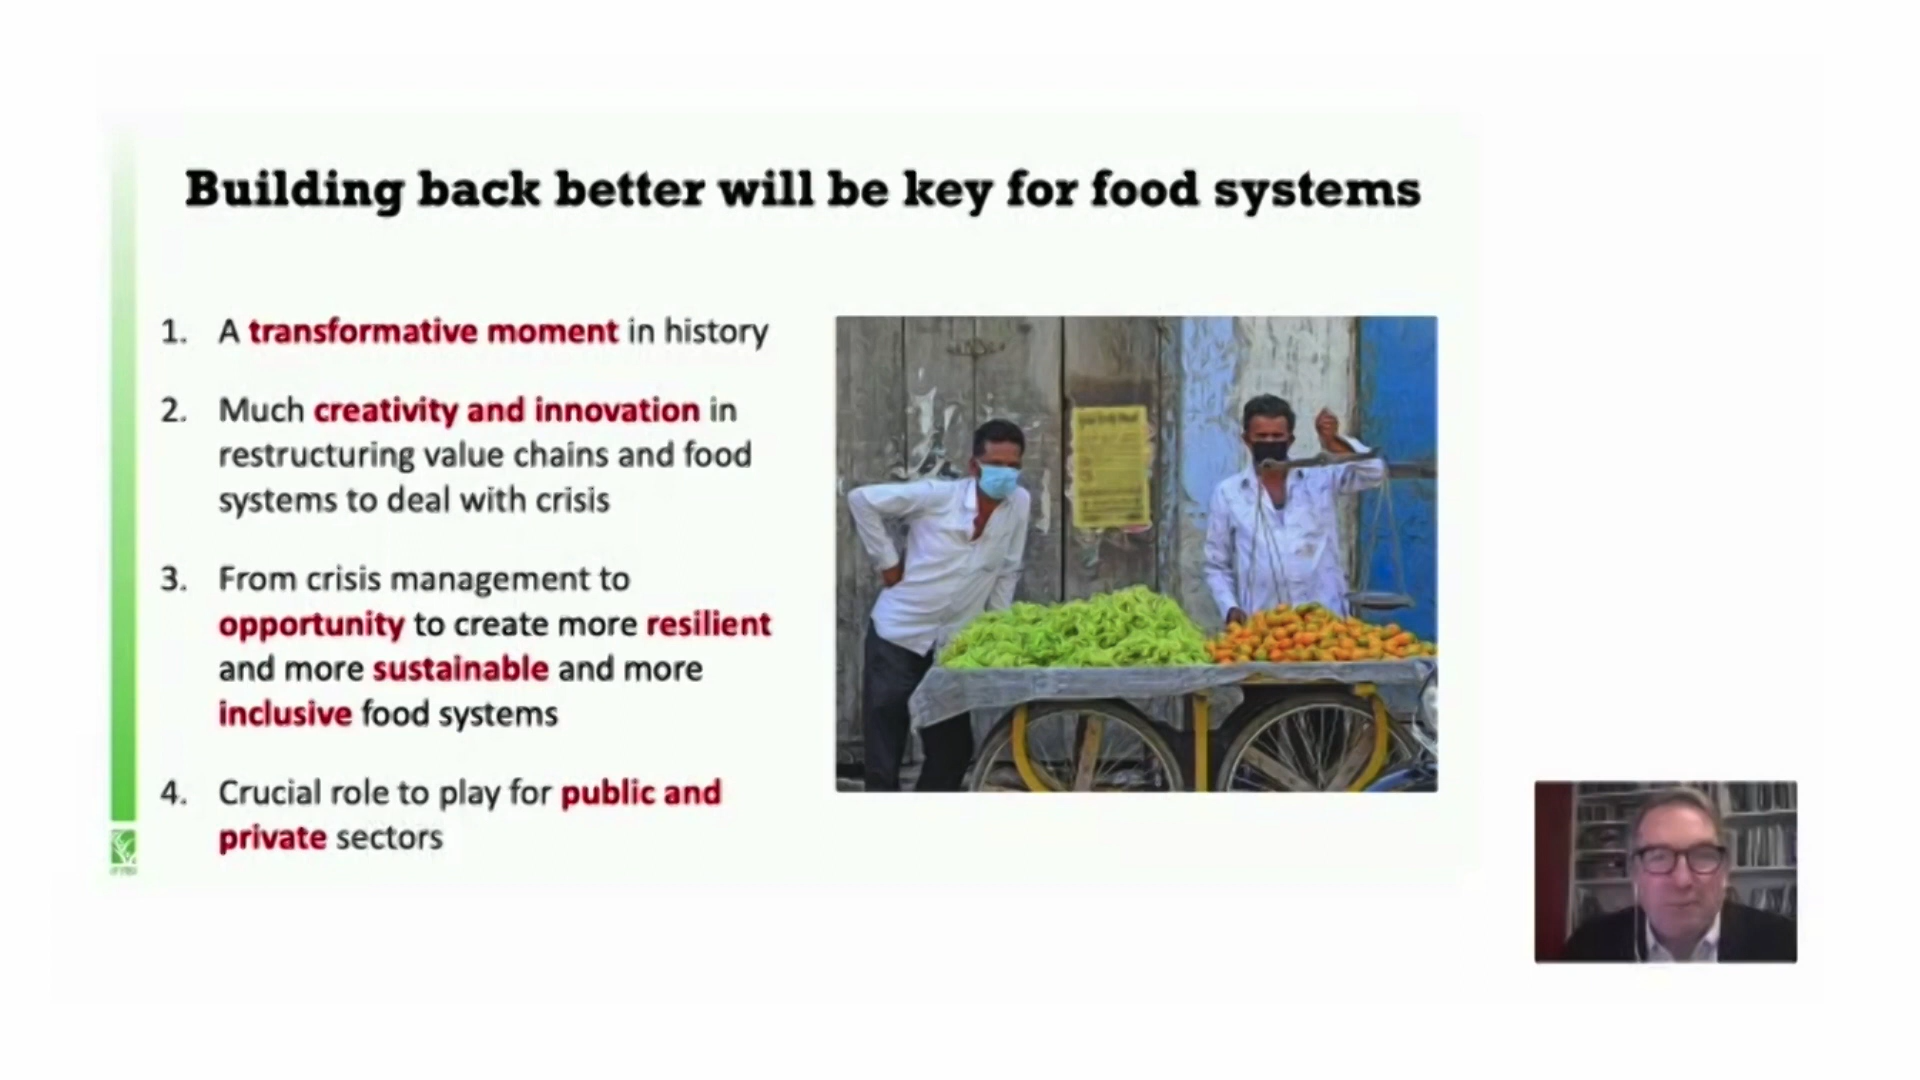 Building back better will be key for food systems
1. A transformative moment in history
2. Much creativity and innovation in
restructuring value chains and food
systems to deal with crisis
3. From crisis management to
opportunity to create more resilient
and more sustainable and more
inclusive food systems
4. Crucial role to play for public and
private sectors